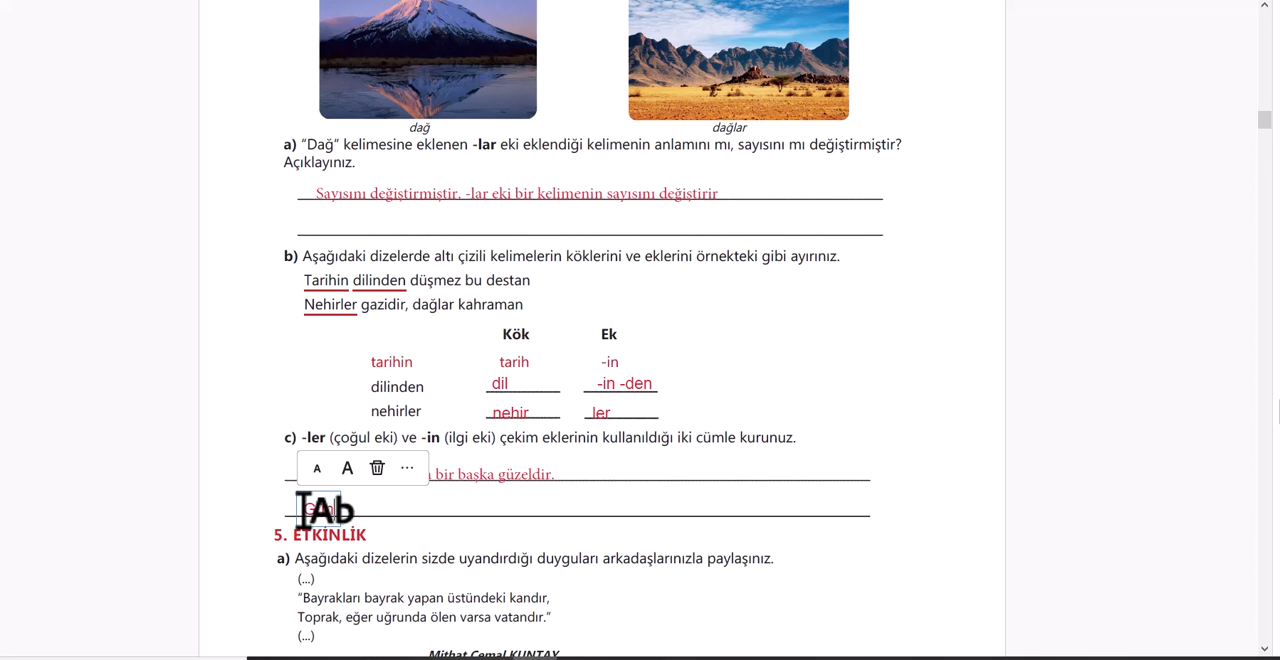 dağ
dağlar
a) "Dağ" kelimesine eklenen -lar eki eklendiği kelimenin anlamını mı, sayısını mı değiştirmiştir?
Açıklayınız.
Sayısını değiştirmiştir. -lar eki bir kelimenin sayısını değiştirir
b) Aşağıdaki dizelerde altı çizili kelimelerin köklerini ve eklerini örnekteki gibi ayırınız.
Tarihin dilinden düşmez bu destan
Nehirler gazidir, dağlar kahraman
Kök Ek
tarihin tarih -in
dilinden dil -in -den
nehirler nehir ler
c) -ler (çoğul eki) ve -in (ilgi eki) çekim eklerinin kullanıldığı iki cümle kurunuz.
A A ...
bir başka güzeldir.
Ab
5. ETKİNLİK
a) Aşağıdaki dizelerin sizde uyandırdığı duyguları arkadaşlarınızla paylaşınız.
(...)
"Bayrakları bayrak yapan üstündeki kandır,
Toprak, eğer uğrunda ölen varsa vatandır."
(...)
Mithat Cemal KUNTAY